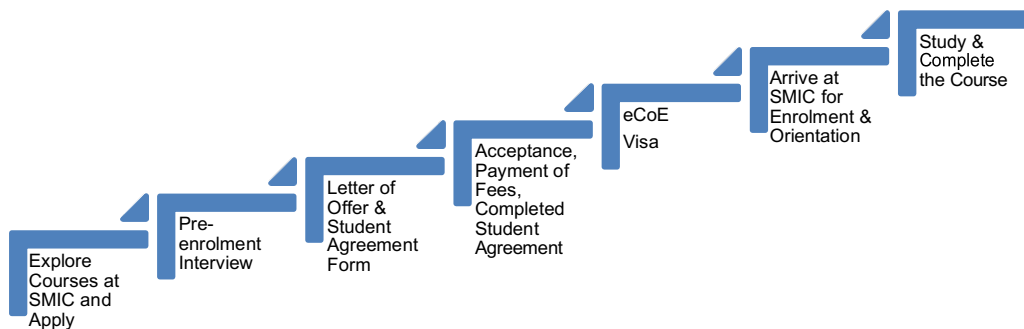 Explore
Courses at
SMIC and
Apply
Pre-
enrolment
Interview
Letter of
Offer &
Student
Agreement
Form
Acceptance,
Payment of
Fees,
Completed
Student
Agreement
eCoE
Visa
Arrive at
SMIC for
Enrolment &
Orientation
Study &
Complete
the Course